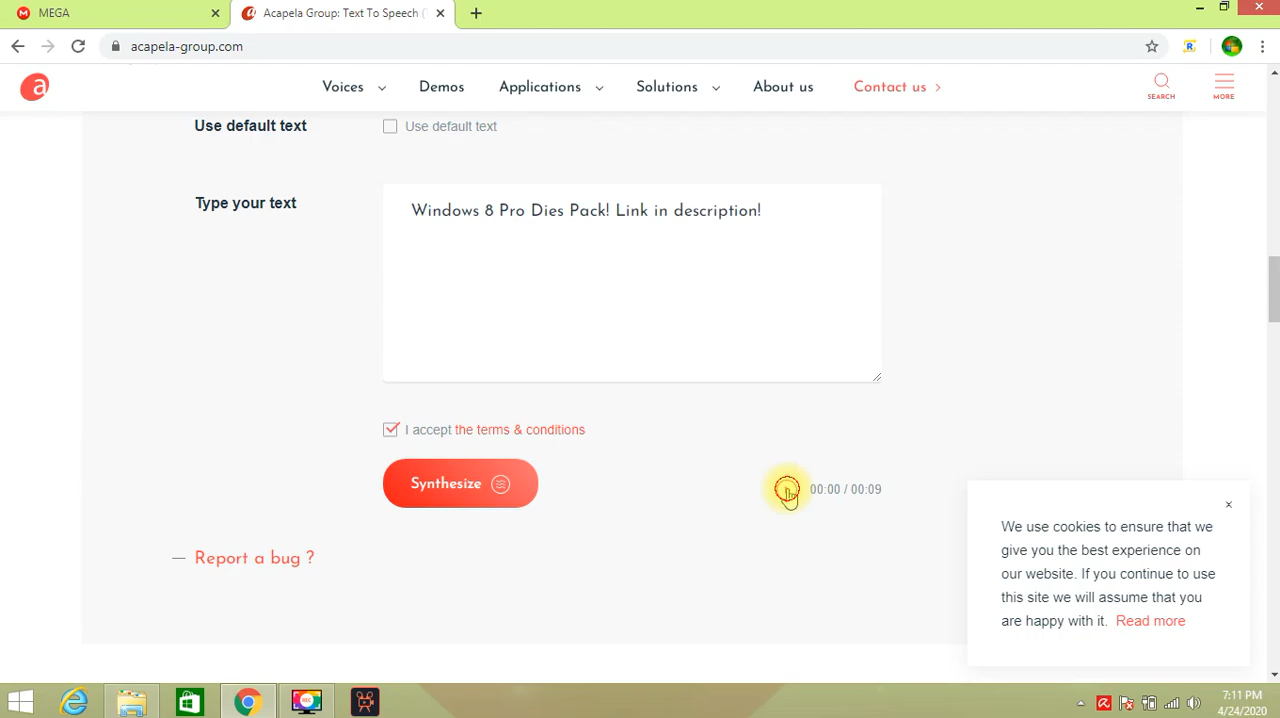 MEGA
Acapela Group: Text To Speech (
acapela-group.com
R
a
Voices
Demos
Applications
Solutions
About us
Contact us
SEARCH
MORE
Use default text
Use default text
Type your text
Windows 8 Pro Dies Pack! Link in description!
I accept the terms & conditions
Synthesize
00:00 / 00:09
Report a bug ?
We use cookies to ensure that we
give you the best experience on
our website. If you continue to use
this site we will assume that you
are happy with it. Read more
7:11 PM
4/24/2020